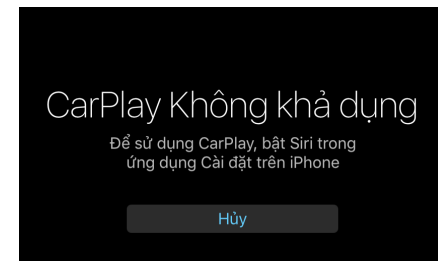 CarPlay Không khả dụng
Để sử dụng CarPlay, bật Siri trong
ứng dụng Cài đặt trên iPhone
Hủy